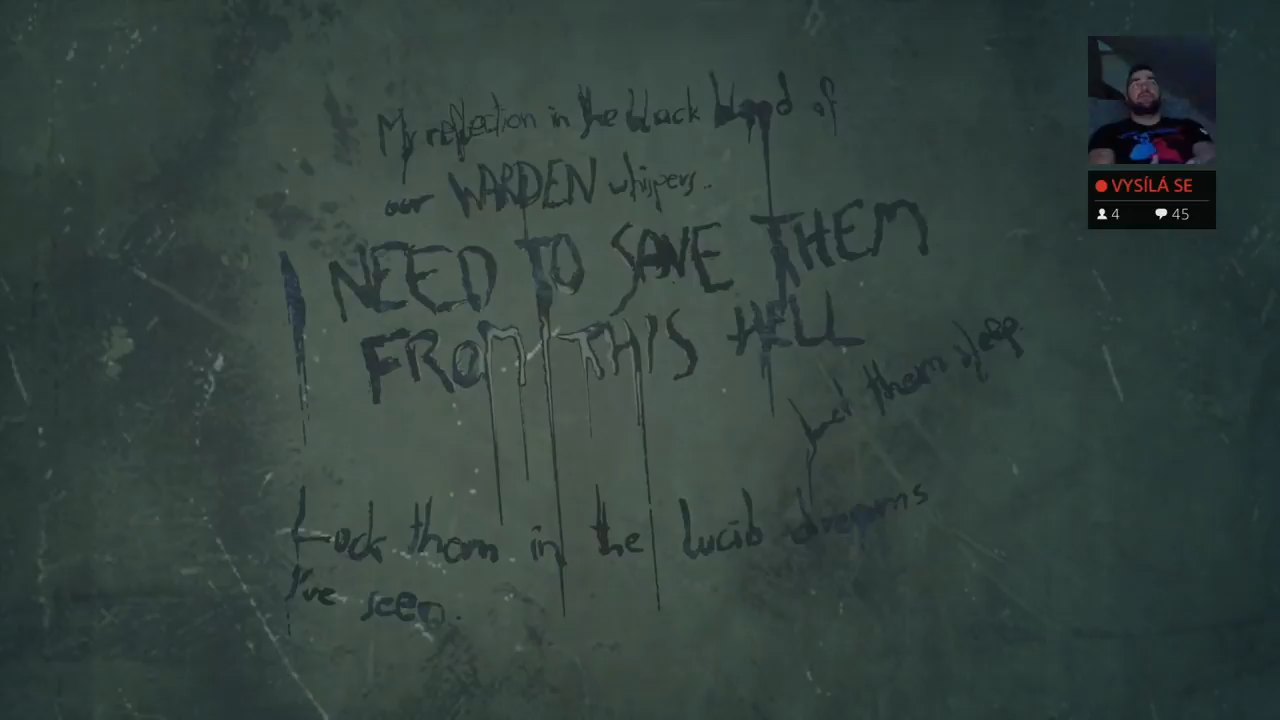 My reflection in the black blood of
our WARDEN whispers..
I NEED TO SAVE THEM
FROM THIS HELL
Let them sleep.
Lock them in the lucid dreams
I've seen.
VYSÍLÁ SE
4 45